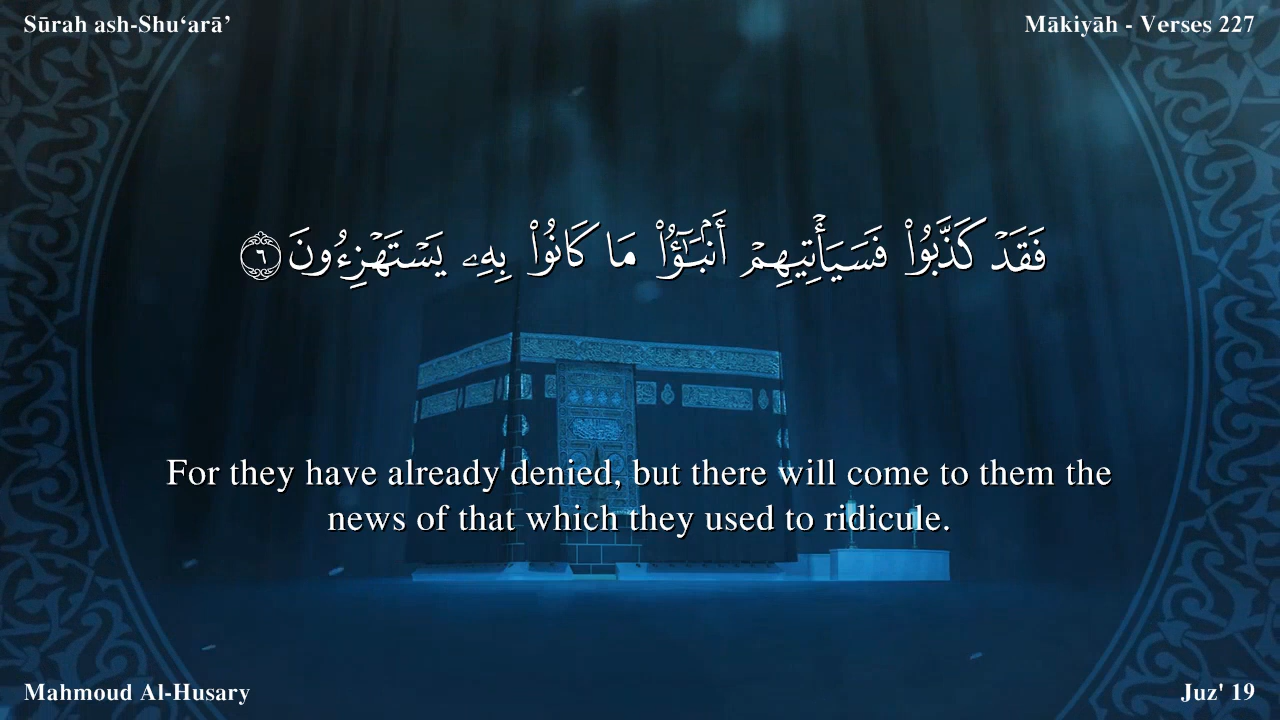 Sūrah ash-Shu‘arā’
Mākiyāh - Verses 227
فَقَدْ كَذَّبُوا۟ فَسَيَأْتِيهِمْ أَنۢبَـٰٓؤُا۟ مَا كَانُوا۟ بِهِۦ يَسْتَهْزِءُونَ ٦
For they have already denied, but there will come to them the
news of that which they used to ridicule.
Mahmoud Al-Husary
Juz' 19